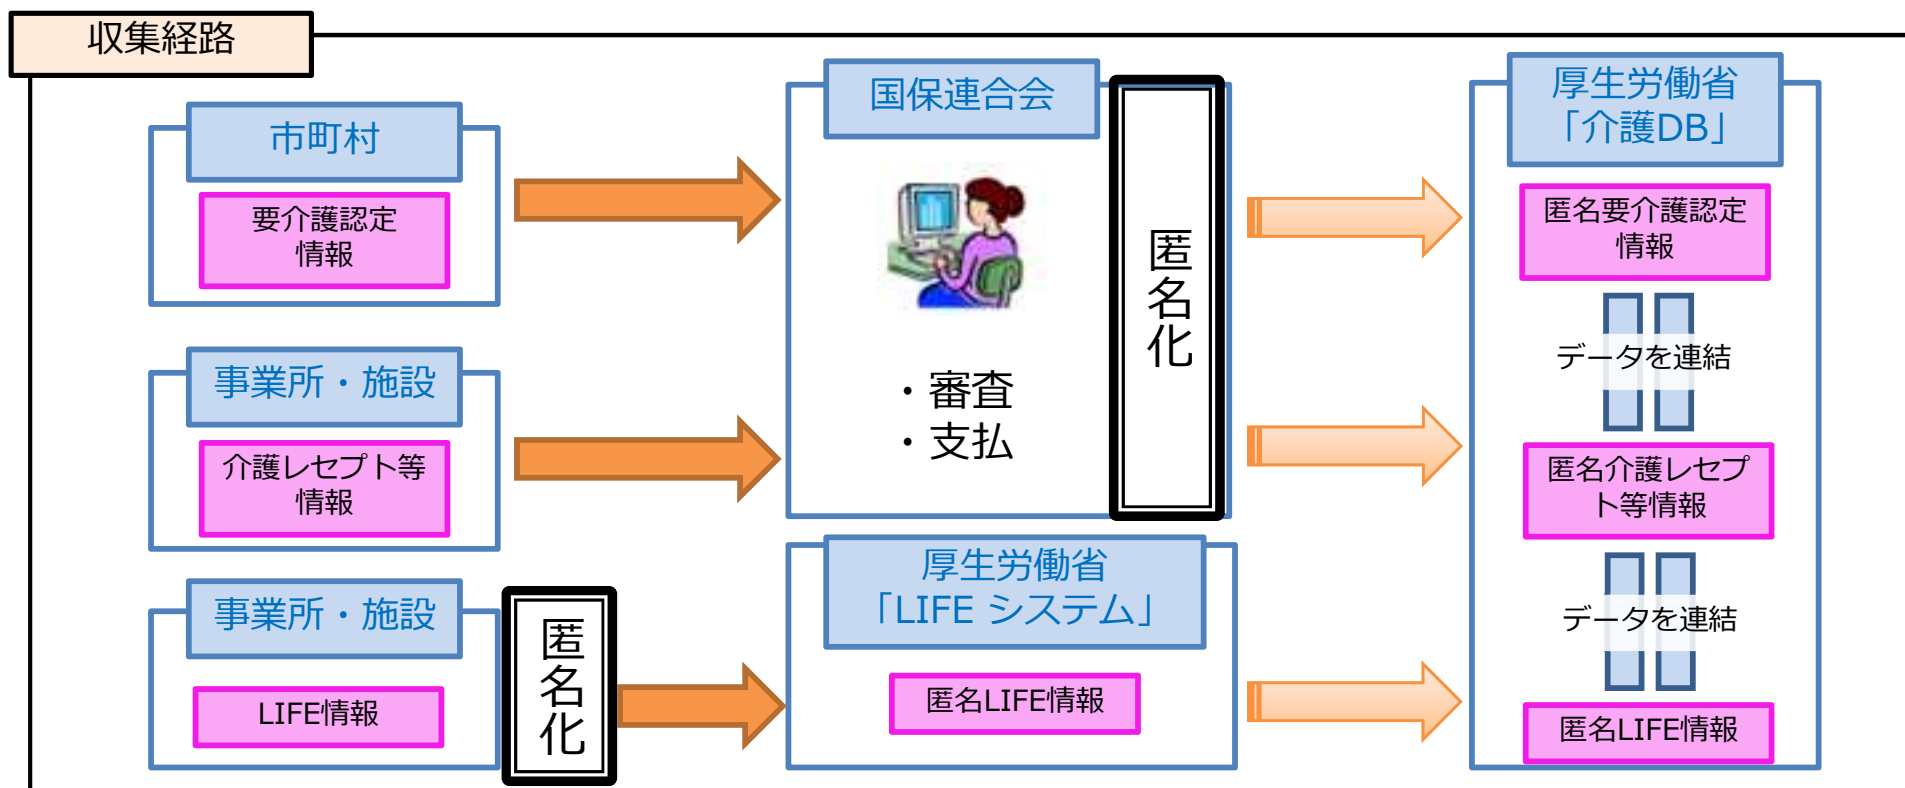 収集経路
市町村
要介護認定
情報
事業所・施設
介護レセプト等
情報
事業所・施設
LIFE情報
匿名化
国保連合会
・審査
・支払
匿名化
厚生労働省
「LIFE システム」
匿名LIFE情報
厚生労働省
「介護DB」
匿名要介護認定
情報
データを連結
匿名介護レセプ
ト等情報
データを連結
匿名LIFE情報